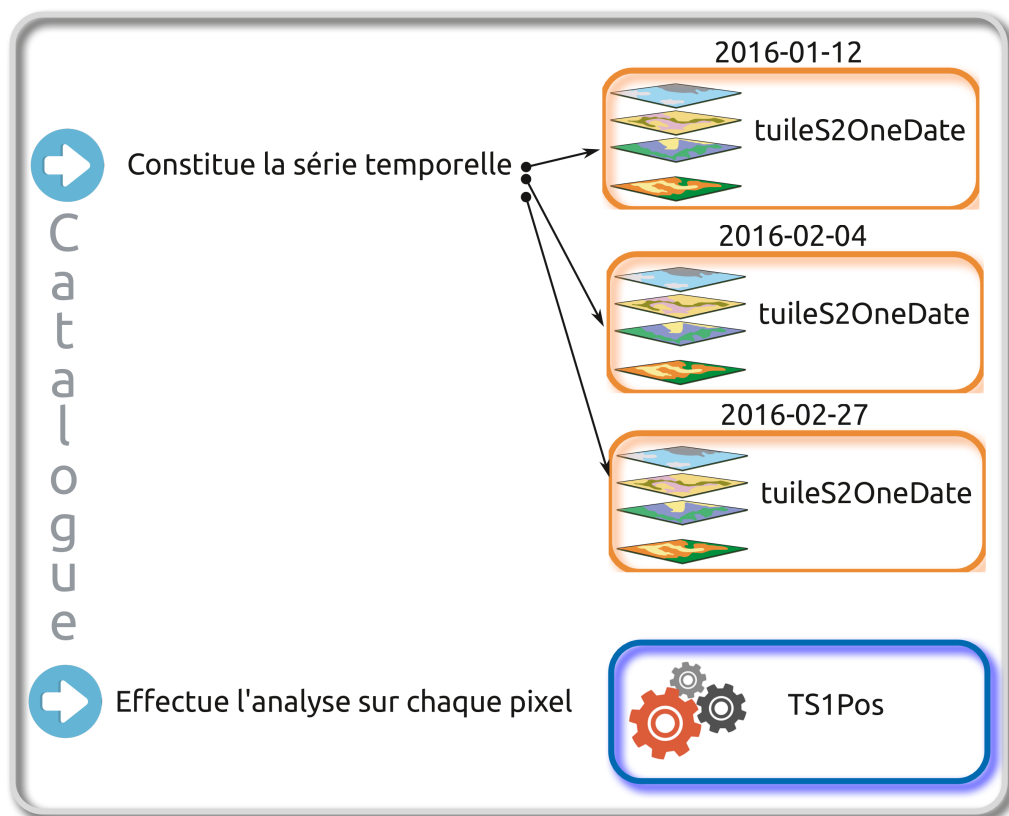 2016-01-12
tuileS2OneDate
Constitue la série temporelle
Catalogue
2016-02-04
tuileS2OneDate
2016-02-27
tuileS2OneDate
Effectue l'analyse sur chaque pixel
TS1Pos